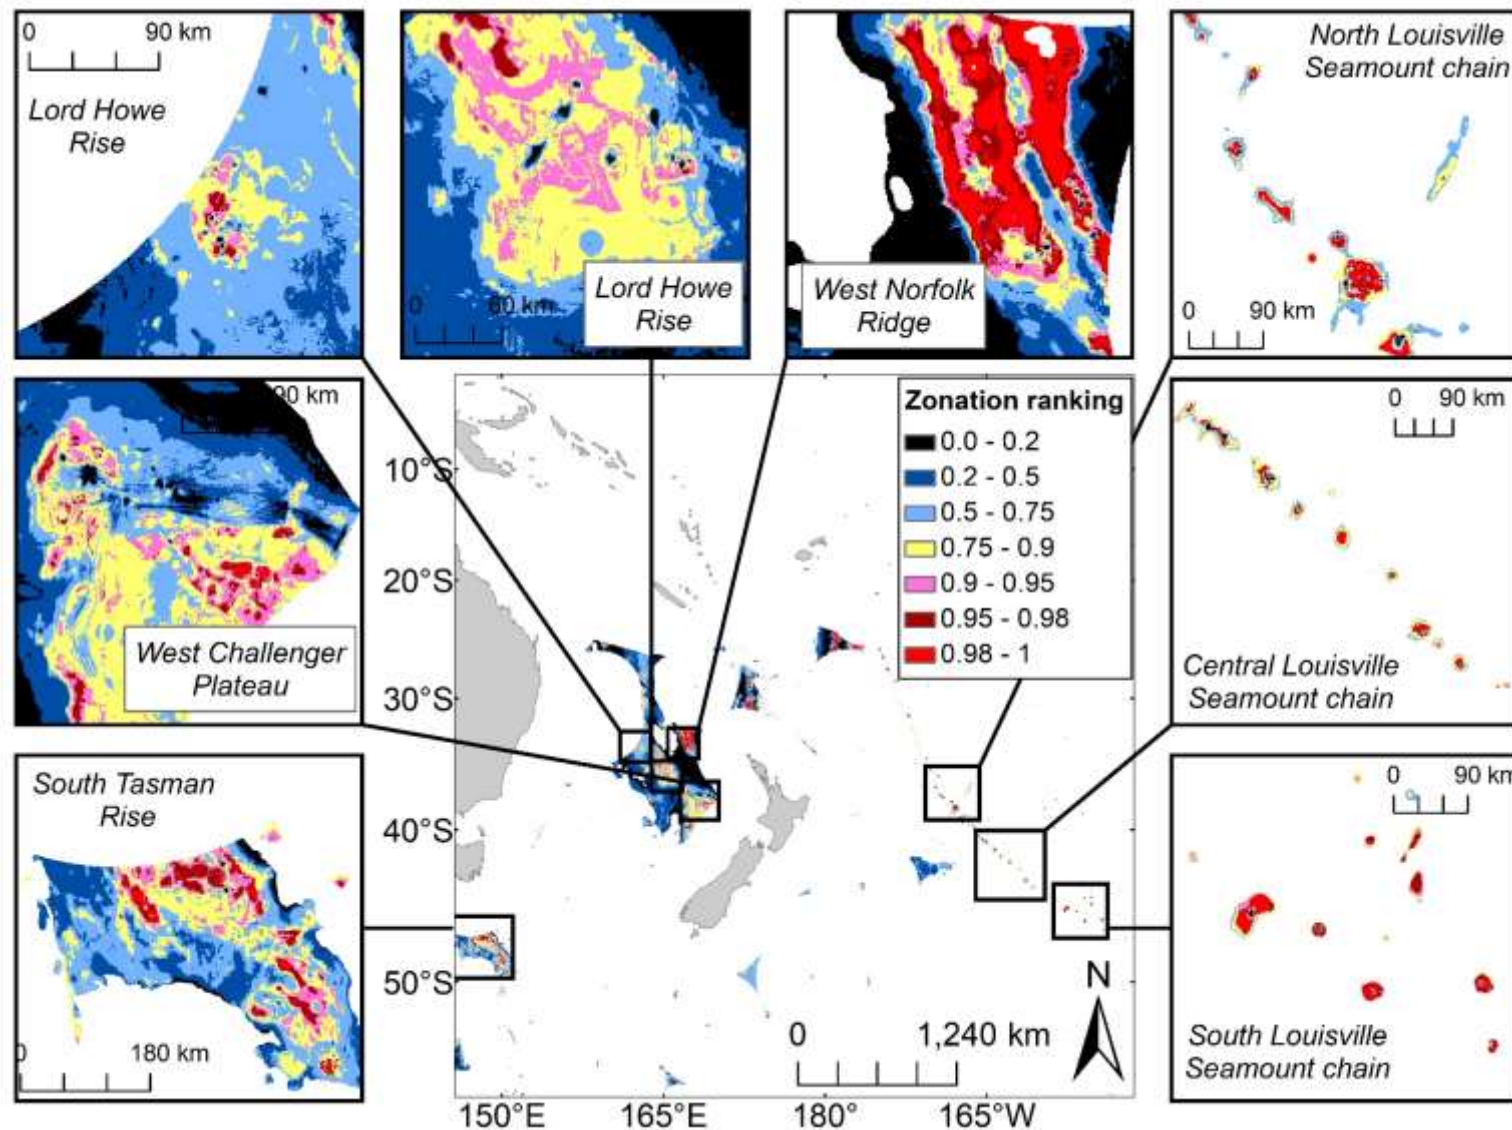 0 90 km
Lord Howe
Rise
0 60 km
Lord Howe
Rise
West Norfolk
Ridge
North Louisville
Seamount chain
0 90 km
90 km
West Challenger
Plateau
Zonation ranking
0.0 - 0.2
0.2 - 0.5
0.5 - 0.75
0.75 - 0.9
0.9 - 0.95
0.95 - 0.98
0.98 - 1
0 90 km
Central Louisville
Seamount chain
10°S
20°S
30°S
40°S
50°S
South Tasman
Rise
0 180 km
N
0 1,240 km
0 90 km
South Louisville
Seamount chain
150°E 165°E 180° 165°W